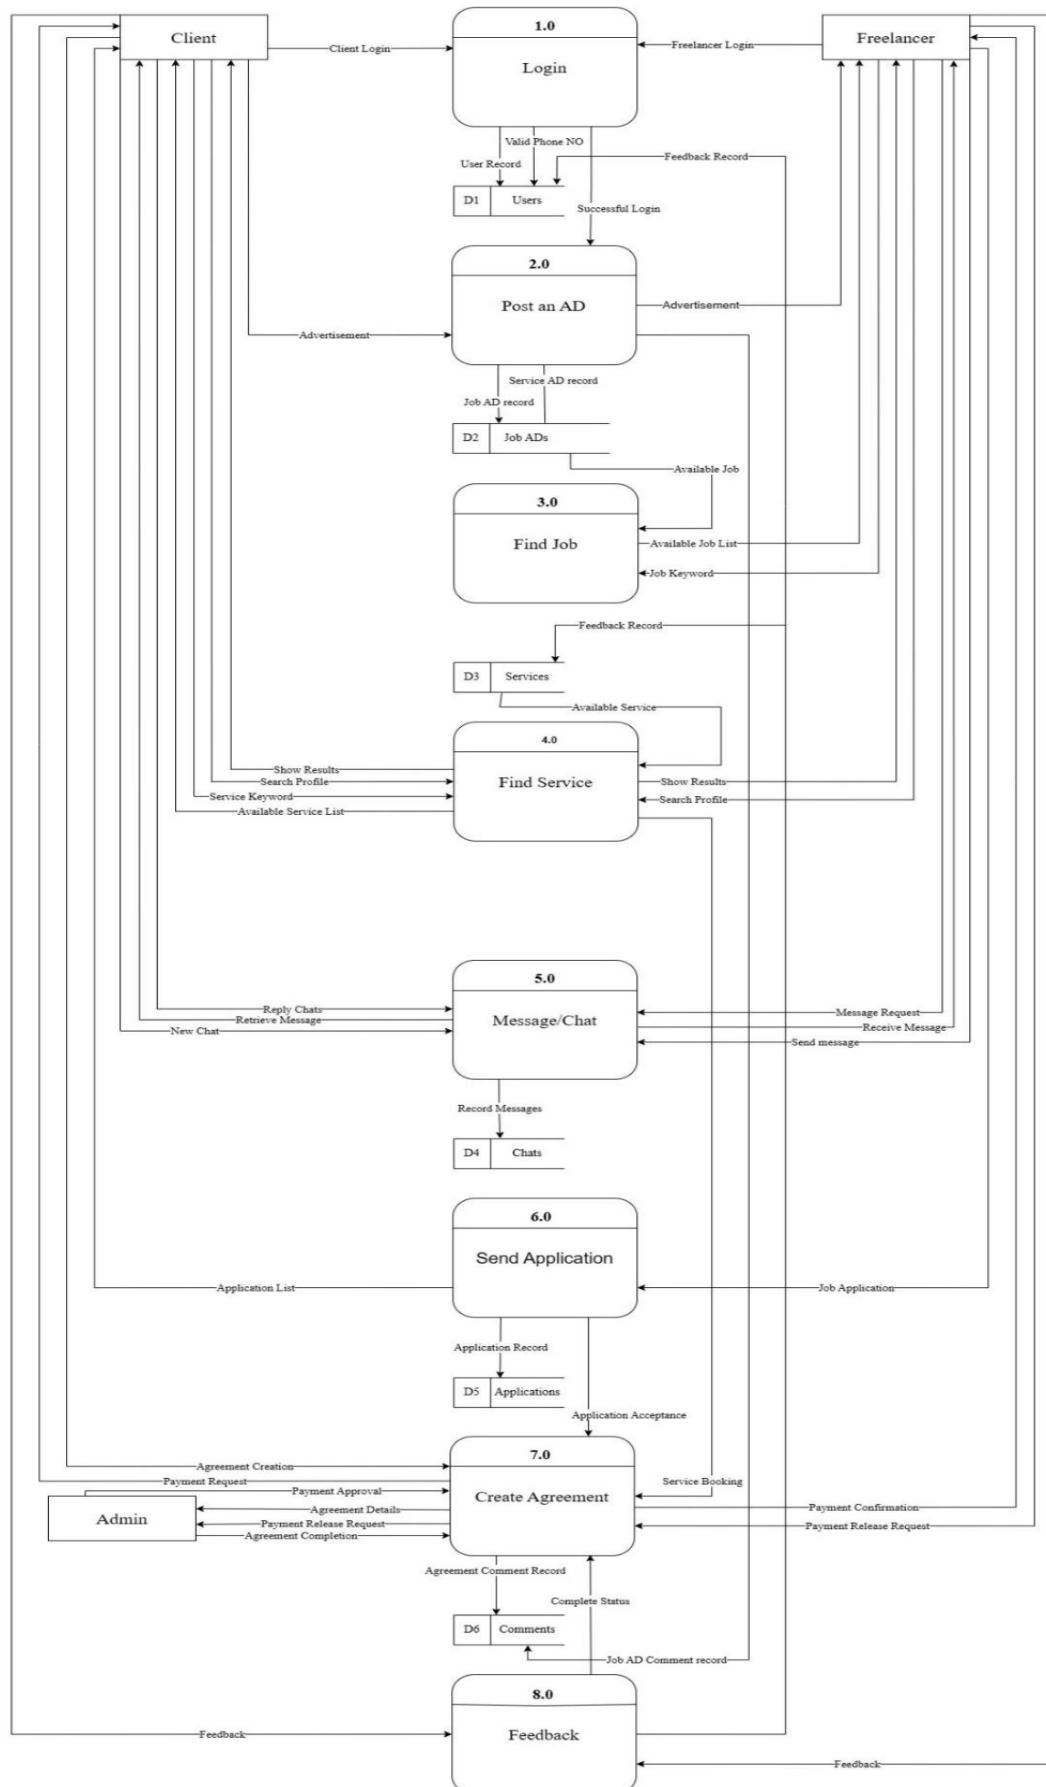 Client
1.0
Freelancer
Client Login
Freelancer Login
Login
Valid Phone NO
User Record
Feedback Record
D1
Users
Successful Login
2.0
Post an AD
Advertisement
Advertisement
Service AD record
Job AD record
D2
Job ADs
Available Job
3.0
Find Job
Available Job List
Job Keyword
Feedback Record
D3
Services
Available Service
4.0
Find Service
Show Results
Search Profile
Show Results
Service Keyword
Search Profile
Available Service List
5.0
Message/Chat
Reply Chats
Retrieve Message
New Chat
Message Request
Receive Message
Send message
Record Messages
D4
Chats
6.0
Send Application
Application List
Job Application
Application Record
D5
Applications
Application Acceptance
7.0
Create Agreement
Agreement Creation
Payment Request
Payment Approval
Service Booking
Admin
Agreement Details
Payment Confirmation
Payment Release Request
Payment Release Request
Agreement Completion
Agreement Comment Record
Complete Status
D6
Comments
Job AD Comment record
8.0
Feedback
Feedback
Feedback